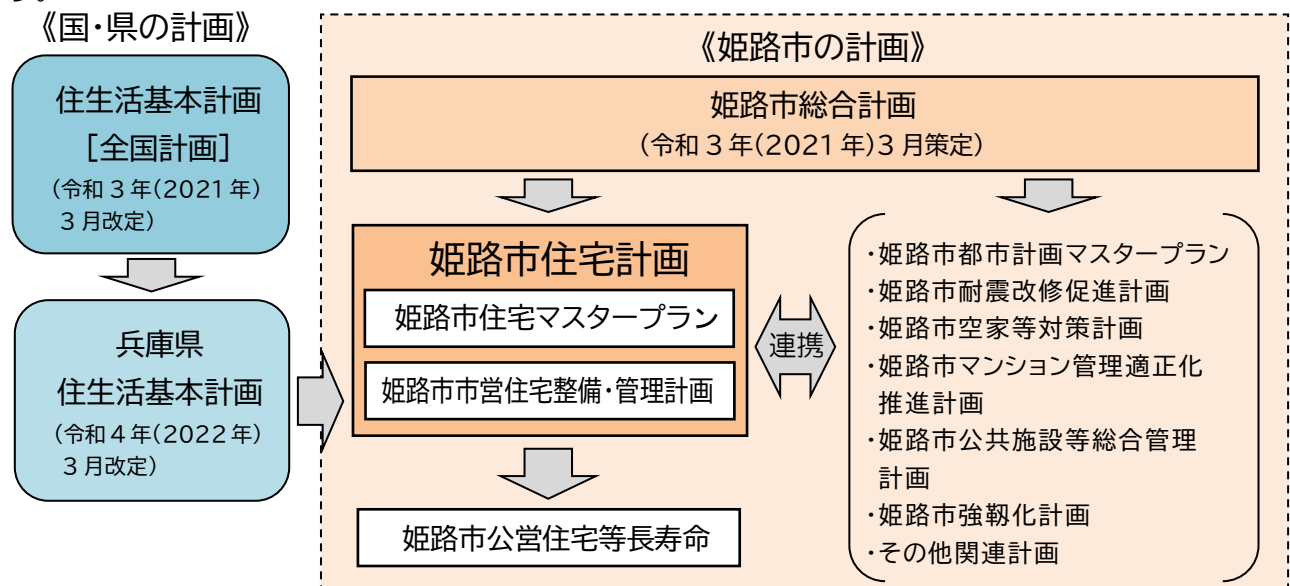 す。
《国・県の計画》
住生活基本計画
［全国計画］
（令和3年(2021年)
3月改定）
兵庫県
住生活基本計画
（令和4年(2022年)
3月改定）
《姫路市の計画》
姫路市総合計画
（令和3年(2021年)3月策定）
姫路市住宅計画
姫路市住宅マスタープラン
姫路市市営住宅整備・管理計画
連携
・姫路市都市計画マスタープラン
・姫路市耐震改修促進計画
・姫路市空家等対策計画
・姫路市マンション管理適正化
推進計画
・姫路市公共施設等総合管理
計画
・姫路市強靱化計画
・その他関連計画
姫路市公営住宅等長寿命